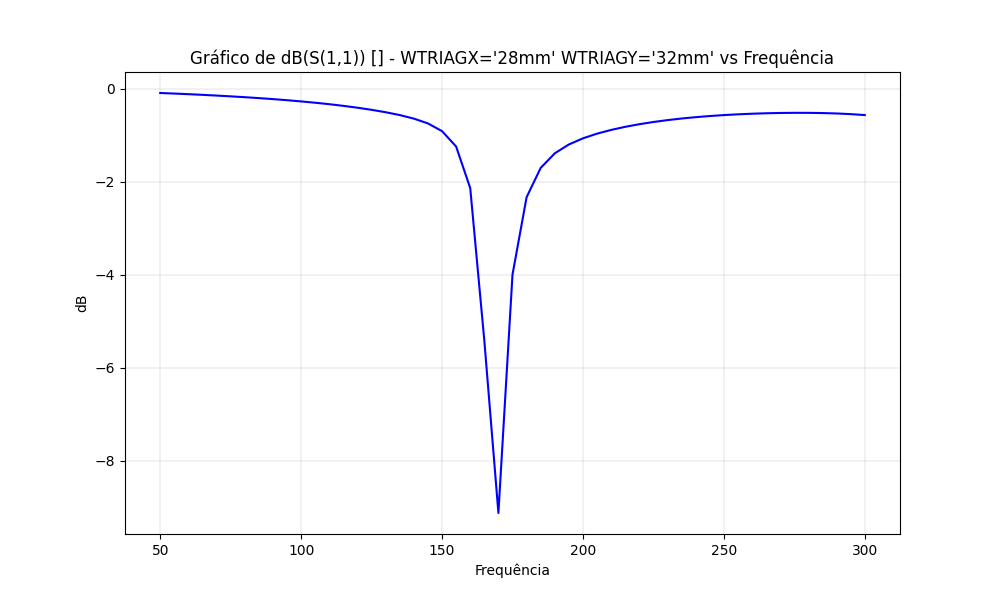 Gráfico de dB(S(1,1)) [] - WTRIAGX='28mm' WTRIAGY='32mm' vs Frequência
0
−2
−4
−6
−8
dB
50 100 150 200 250 300
Frequência